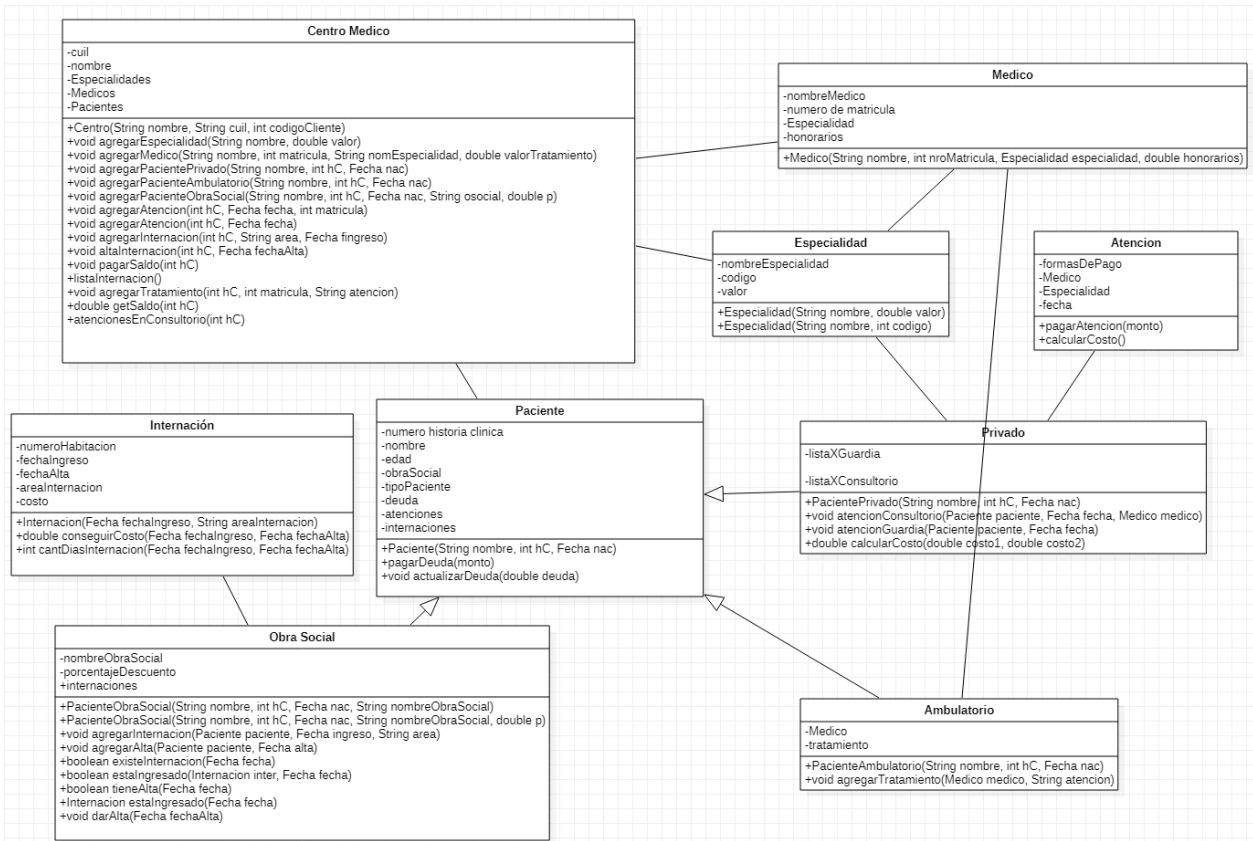 Centro Medico
-cuil
-nombre
-Especialidades
-Medicos
-Pacientes
+Centro(String nombre, String cuil, int codigoCliente)
+void agregarEspecialidad(String nombre, double valor)
+void agregarMedico(String nombre, int matricula, String nomEspecialidad, double valorTratamiento)
+void agregarPacientePrivado(String nombre, int hC, Fecha nac)
+void agregarPacienteAmbulatorio(String nombre, int hC, Fecha nac)
+void agregarPacienteObraSocial(String nombre, int hC, Fecha nac, String osocial, double p)
+void agregarAtencion(int hC, Fecha fecha, int matricula)
+void agregarAtencion(int hC, Fecha fecha)
+void agregarInternacion(int hC, String area, Fecha fingreso)
+void altaInternacion(int hC, Fecha fechaAlta)
+void pagarSaldo(int hC)
+listaInternacion()
+void agregarTratamiento(int hC, int matricula, String atencion)
+double getSaldo(int hC)
+atencionesEnConsultorio(int hC)
Medico
-nombreMedico
-numero de matricula
-Especialidad
-honorarios
+Medico(String nombre, int nroMatricula, Especialidad especialidad, double honorarios)
Especialidad
-nombreEspecialidad
-codigo
-valor
+Especialidad(String nombre, double valor)
+Especialidad(String nombre, int codigo)
Atencion
-formasDePago
-Medico
-Especialidad
-fecha
+pagarAtencion(monto)
+calcularCosto()
Internación
-numeroHabitacion
-fechaIngreso
-fechaAlta
-areaInternacion
-costo
+Internacion(Fecha fechaIngreso, String areaInternacion)
+double conseguirCosto(Fecha fechaIngreso, Fecha fechaAlta)
+int cantDiasInternacion(Fecha fechaIngreso, Fecha fechaAlta)
Paciente
-numero historia clinica
-nombre
-edad
-obraSocial
-tipoPaciente
-deuda
-atenciones
-internaciones
+Paciente(String nombre, int hC, Fecha nac)
+pagarDeuda(monto)
+void actualizarDeuda(double deuda)
Privado
-listaXGuardia
-listaXConsultorio
+PacientePrivado(String nombre, int hC, Fecha nac)
+void atencionConsultorio(Paciente paciente, Fecha fecha, Medico medico)
+void atencionGuardia(Paciente paciente, Fecha fecha)
+double calcularCosto(double costo1, double costo2)
Obra Social
-nombreObraSocial
-porcentajeDescuento
+internaciones
+PacienteObraSocial(String nombre, int hC, Fecha nac, String nombreObraSocial)
+PacienteObraSocial(String nombre, int hC, Fecha nac, String nombreObraSocial, double p)
+void agregarInternacion(Paciente paciente, Fecha ingreso, String area)
+void agregarAlta(Paciente paciente, Fecha alta)
+boolean existeInternacion(Fecha fecha)
+boolean estaIngresado(Internacion inter, Fecha fecha)
+boolean tieneAlta(Fecha fecha)
+Internacion estaIngresado(Fecha fecha)
+void darAlta(Fecha fechaAlta)
Ambulatorio
-Medico
-tratamiento
+PacienteAmbulatorio(String nombre, int hC, Fecha nac)
+void agregarTratamiento(Medico medico, String atencion)